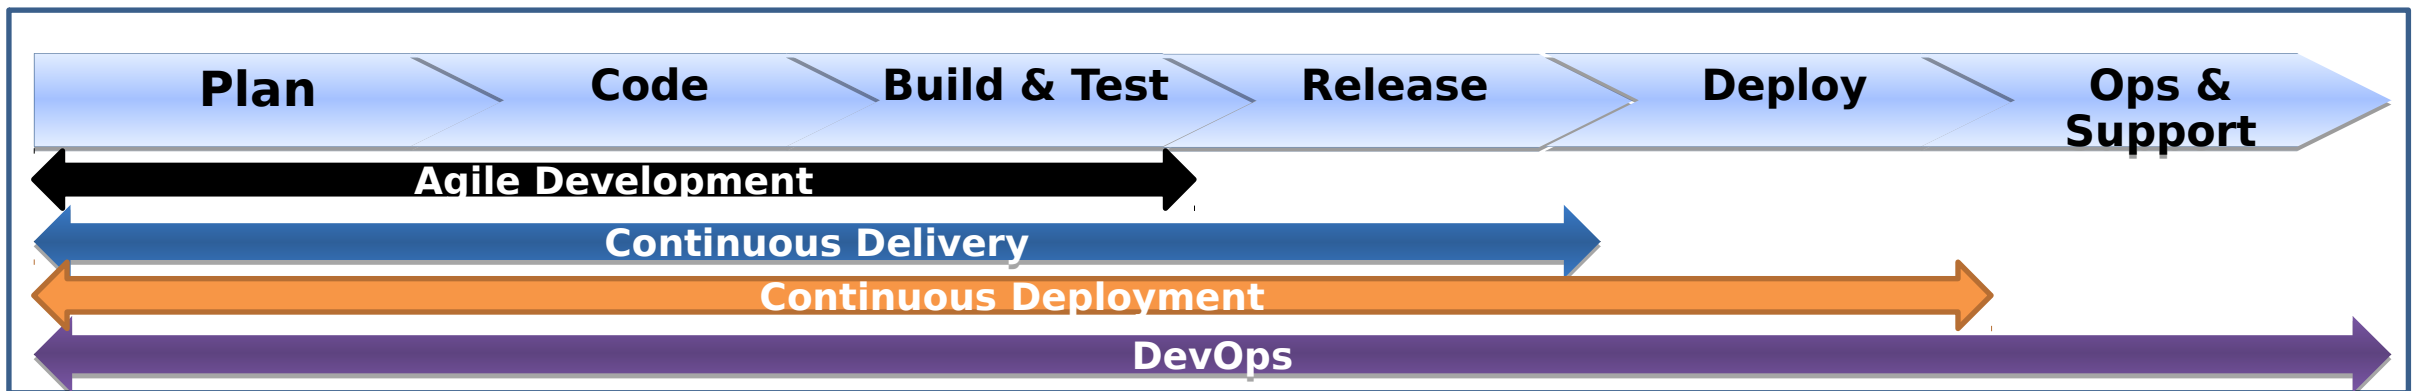 Plan
Code
Build & Test
Release
Deploy
Ops &
Support
Agile Development
Continuous Delivery
Continuous Deployment
DevOps